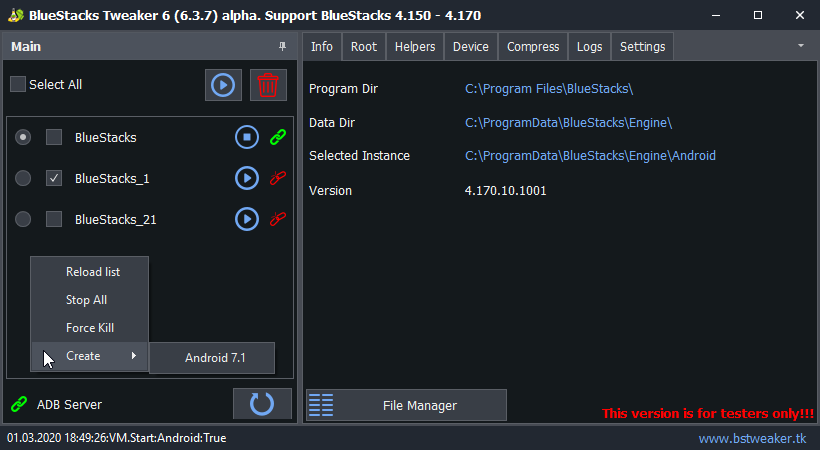 BlueStacks Tweaker 6 (6.3.7) alpha. Support BlueStacks 4.150 - 4.170
Main
Select All
BlueStacks
BlueStacks_1
BlueStacks_21
Reload list
Stop All
Force Kill
Create
Android 7.1
ADB Server
Info Root Helpers Device Compress Logs Settings
Program Dir C:\Program Files\BlueStacks\
Data Dir C:\ProgramData\BlueStacks\Engine\
Selected Instance C:\ProgramData\BlueStacks\Engine\Android
Version 4.170.10.1001
File Manager
This version is for testers only!!!
01.03.2020 18:49:26:VM.Start:Android:True
www.bstweaker.tk